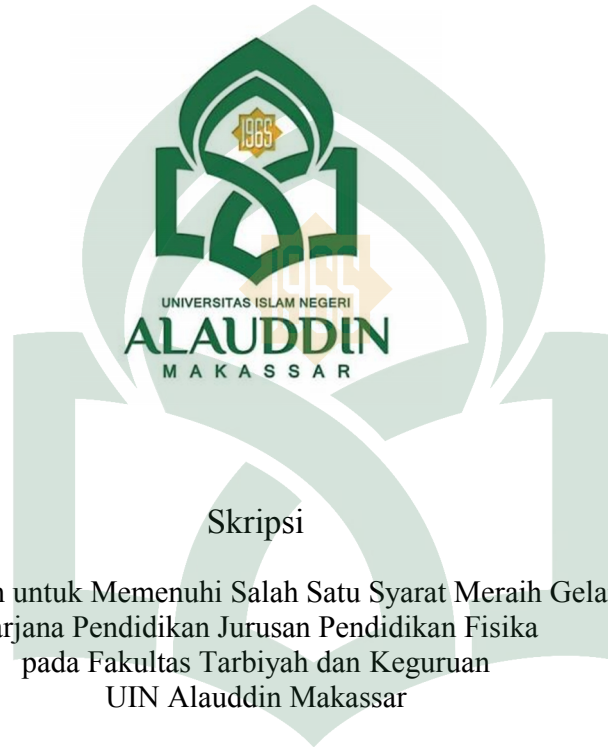 1965
UNIVERSITAS ISLAM NEGERI
ALAUDDIN
MAKASSAR
1965
Skripsi
untuk Memenuhi Salah Satu Syarat Meraih
Pendidikan Jurusan Pendidikan Fisika
pada Fakultas Tarbiyah dan Keguruan
UIN Alauddin Makassar